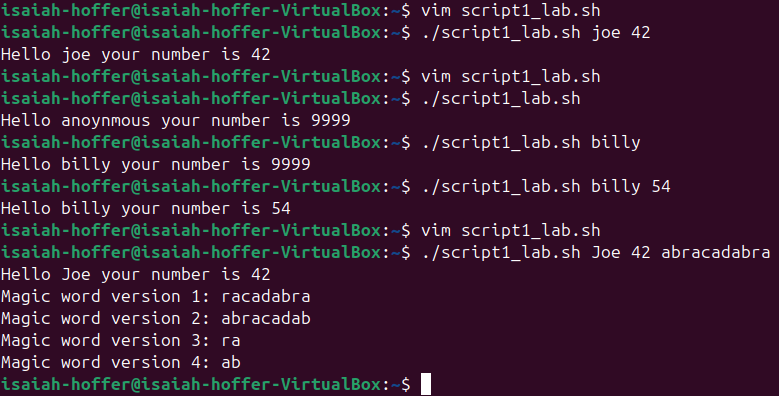 isaiah-hoffer@isaiah-hoffer-VirtualBox:~$ vim script1_lab.sh
isaiah-hoffer@isaiah-hoffer-VirtualBox:~$ ./script1_lab.sh joe 42
Hello joe your number is 42
isaiah-hoffer@isaiah-hoffer-VirtualBox:~$ vim script1_lab.sh
isaiah-hoffer@isaiah-hoffer-VirtualBox:~$ ./script1_lab.sh
Hello anoynmous your number is 9999
isaiah-hoffer@isaiah-hoffer-VirtualBox:~$ ./script1_lab.sh billy
Hello billy your number is 9999
isaiah-hoffer@isaiah-hoffer-VirtualBox:~$ ./script1_lab.sh billy 54
Hello billy your number is 54
isaiah-hoffer@isaiah-hoffer-VirtualBox:~$ vim script1_lab.sh
isaiah-hoffer@isaiah-hoffer-VirtualBox:~$ ./script1_lab.sh Joe 42 abracadabra
Hello Joe your number is 42
Magic word version 1: racadabra
Magic word version 2: abracadab
Magic word version 3: ra
Magic word version 4: ab
isaiah-hoffer@isaiah-hoffer-VirtualBox:~$